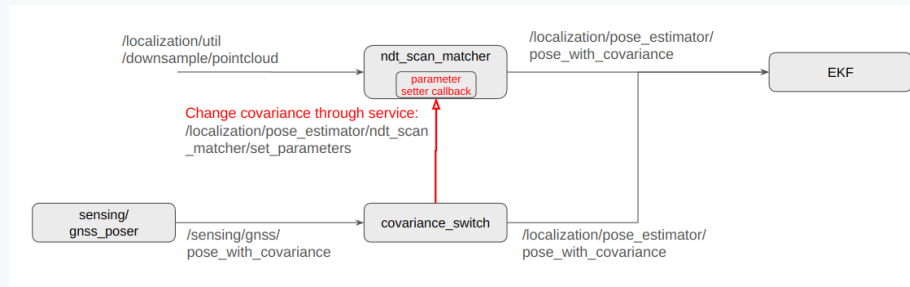 /localization/util
/downsample/pointcloud
ndt_scan_matcher
parameter
setter callback
/localization/pose_estimator/
pose_with_covariance
EKF
Change covariance through service:
/localization/pose_estimator/ndt_scan
_matcher/set_parameters
sensing/
gnss_poser
/sensing/gnss/
pose_with_covariance
covariance_switch
/localization/pose_estimator/
pose_with_covariance